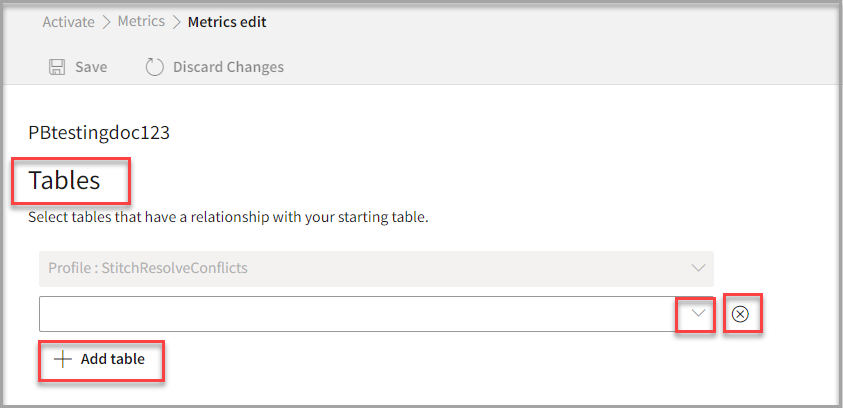 Activate > Metrics > Metrics edit
Save Discard Changes
PBtestingdoc123
Tables
Select tables that have a relationship with your starting table.
Profile : StitchResolveConflicts
Add table